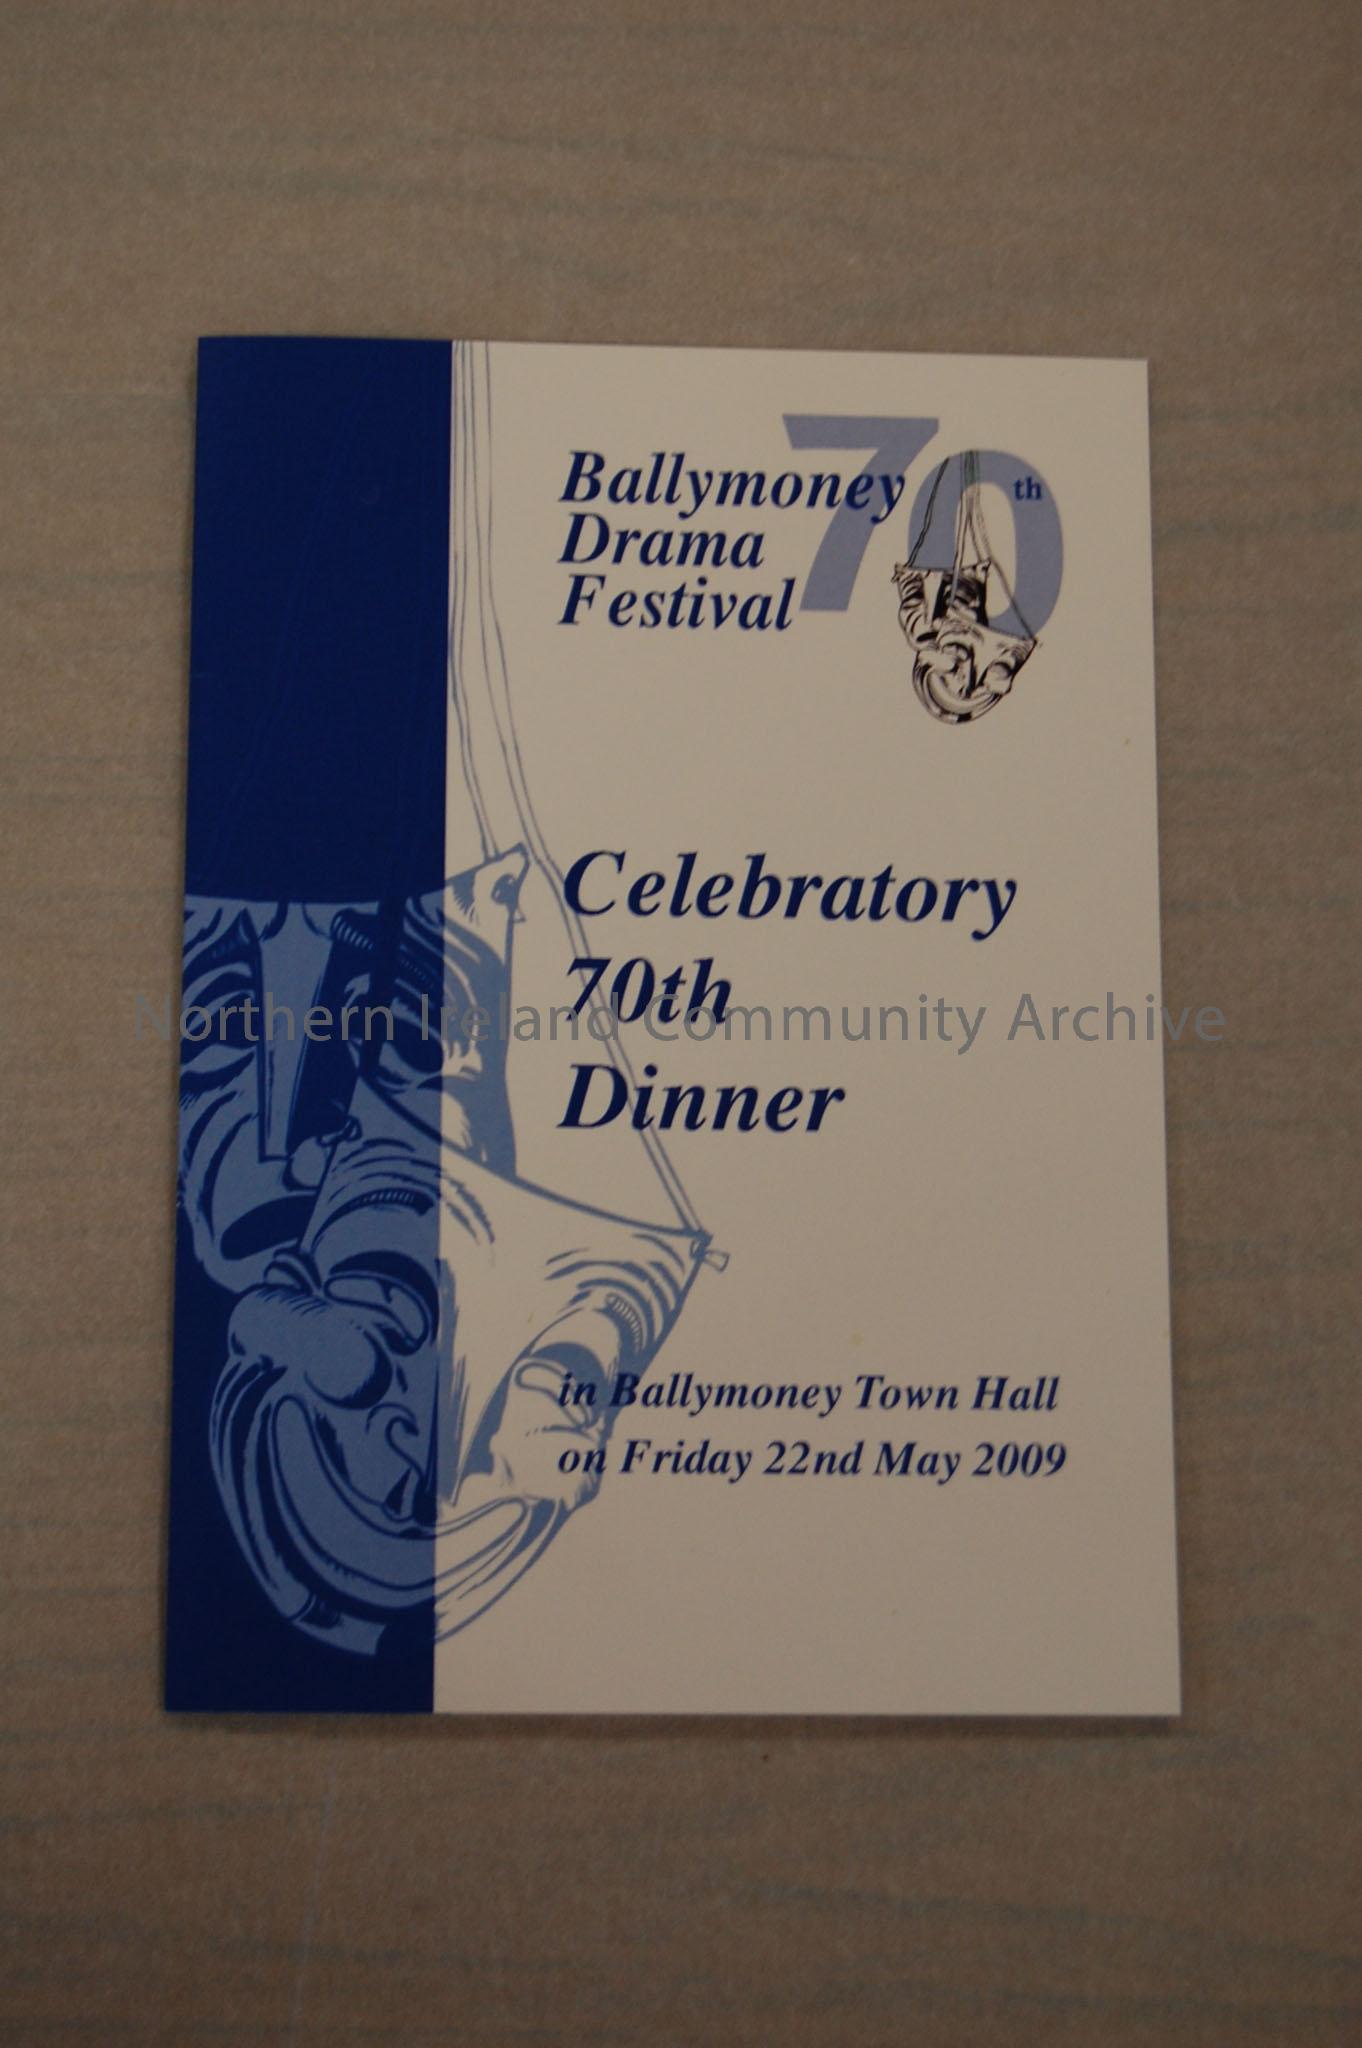 Ballymoney
Drama
Festival
70th
Celebratory
70th
Dinner
Northern Ireland Community Archive
in Ballymoney Town Hall
on Friday 22nd May 2009